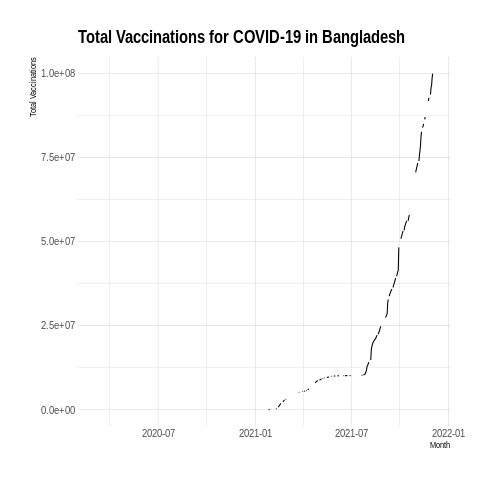 Total Vaccinations for COVID-19 in Bangladesh
Total Vaccinations
1.0e+08
7.5e+07
5.0e+07
2.5e+07
0.0e+00
2020-07 2021-01 2021-07 2022-01
Month